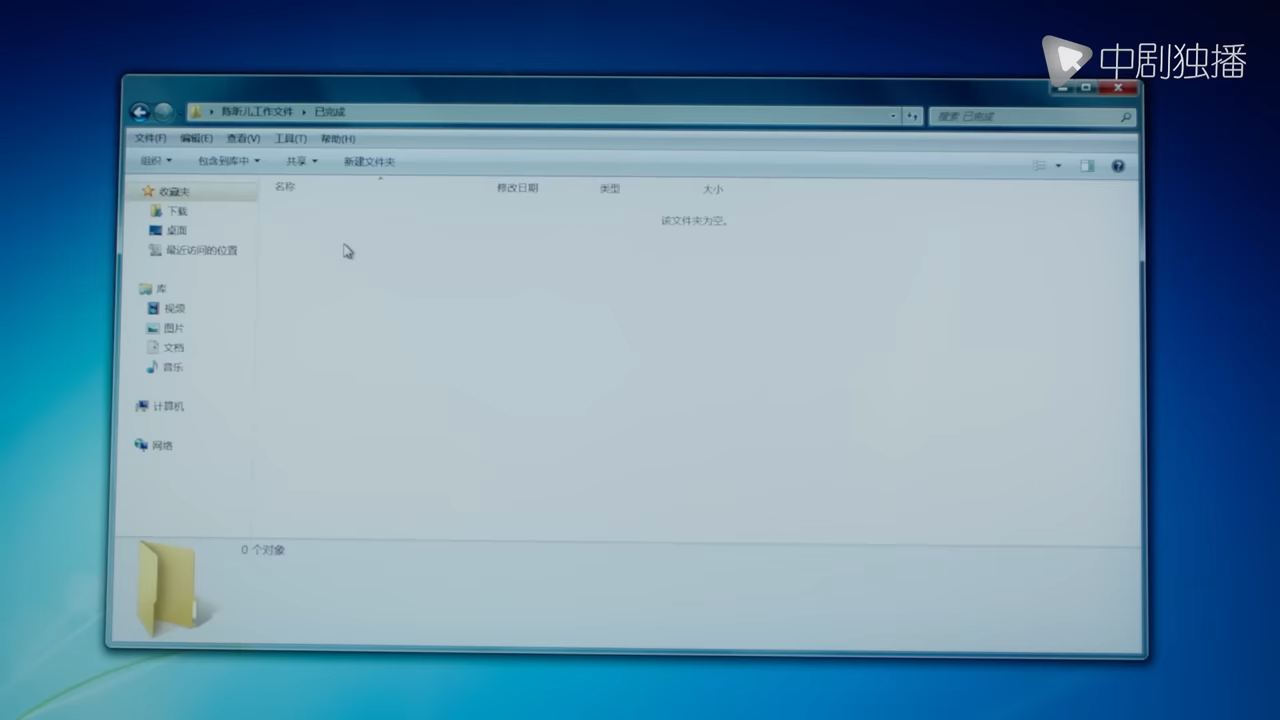 中剧独播
陈昕儿工作文件 已完成 搜索 已完成
文件(F) 编辑(E) 查看(V) 工具(T) 帮助(H)
组织 包含到库中 共享 新建文件夹
名称 修改日期 类型 大小
该文件夹为空。
收藏夹
下载
桌面
最近访问的位置
库
视频
图片
文档
音乐
计算机
网络
0 个对象